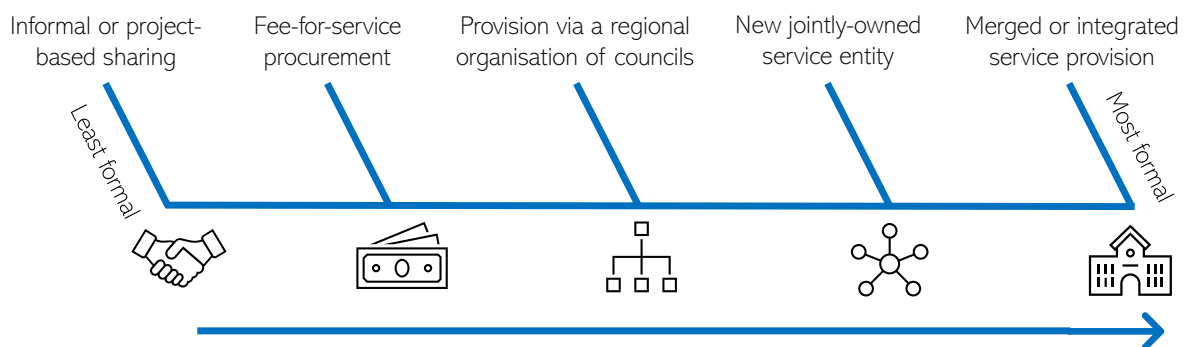 Informal or project-
based sharing
Fee-for-service
procurement
Provision via a regional
organisation of councils
New jointly-owned
service entity
Merged or integrated
service provision
Least formal
Most formal